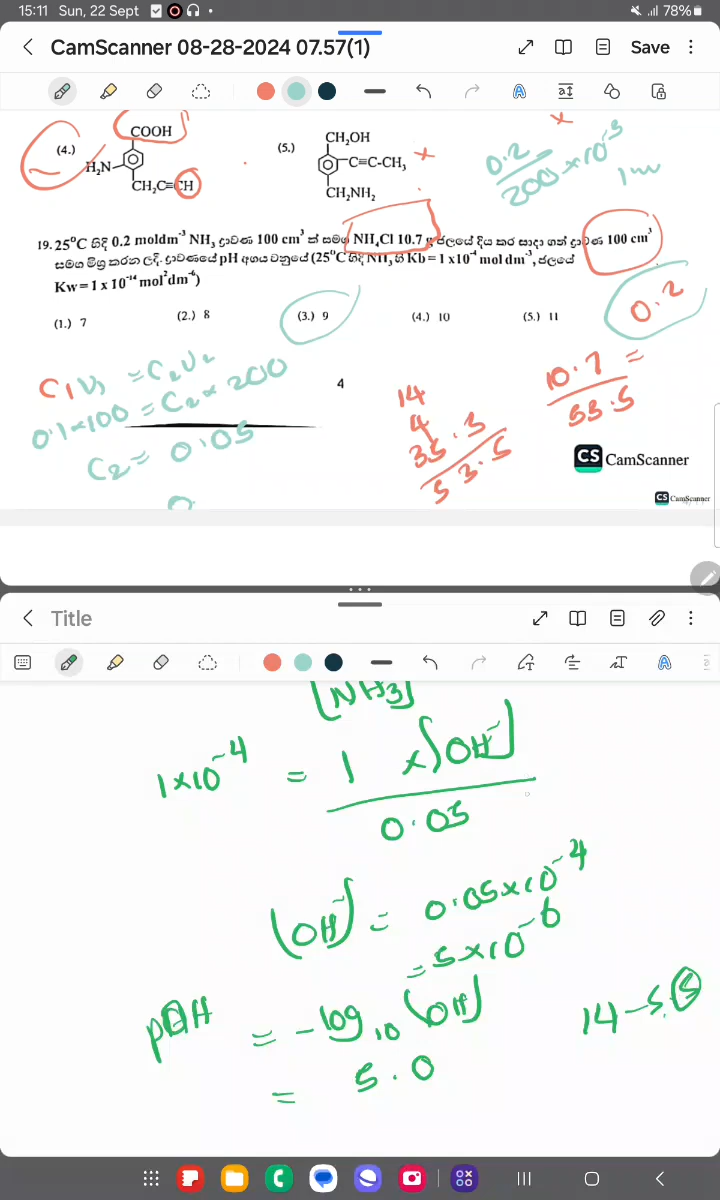 15:11 Sun, 22 Sept 78%
CamScanner 08-28-2024 07.57(1) Save
(4.) COOH (5.) CH₂OH
H₂N C≡C-CH₃
CH₂C≡CH CH₂NH₂
0.2
200×10⁻³
19. 25°C හිදී 0.2 moldm⁻³ NH₃ ද්‍රාවණ 100 cm³ ක් සමග NH₄Cl 10.7 g ජලයේ දිය කර සාදා ගත් ද්‍රාවණ 100 cm³
සමග මිශ්‍ර කරන ලදි. ද්‍රාවණයේ pH අගය වනුයේ (25°C හිදී NH₃ හි Kb = 1 x10⁻⁴ mol dm⁻³, ජලයේ
Kw = 1 x 10⁻¹⁴ mol²dm⁻⁶)
(1.) 7 (2.) 8 (3.) 9 (4.) 10 (5.) 11
0.2
C₁V₁ = C₂V₂
0.1×100 = C₂ × 200
C₂ = 0.05
0.
4
14
4
35.5
53.5
10.7 =
53.5
CS CamScanner
CS CamScanner
Title
[NH3]
1×10⁻⁴ = 1 × [OH⁻]
0.05
[OH⁻] = 0.05×10⁻⁴
= 5×10⁻⁶
pOH = -log₁₀ [OH]
= 5.0
14-5.3